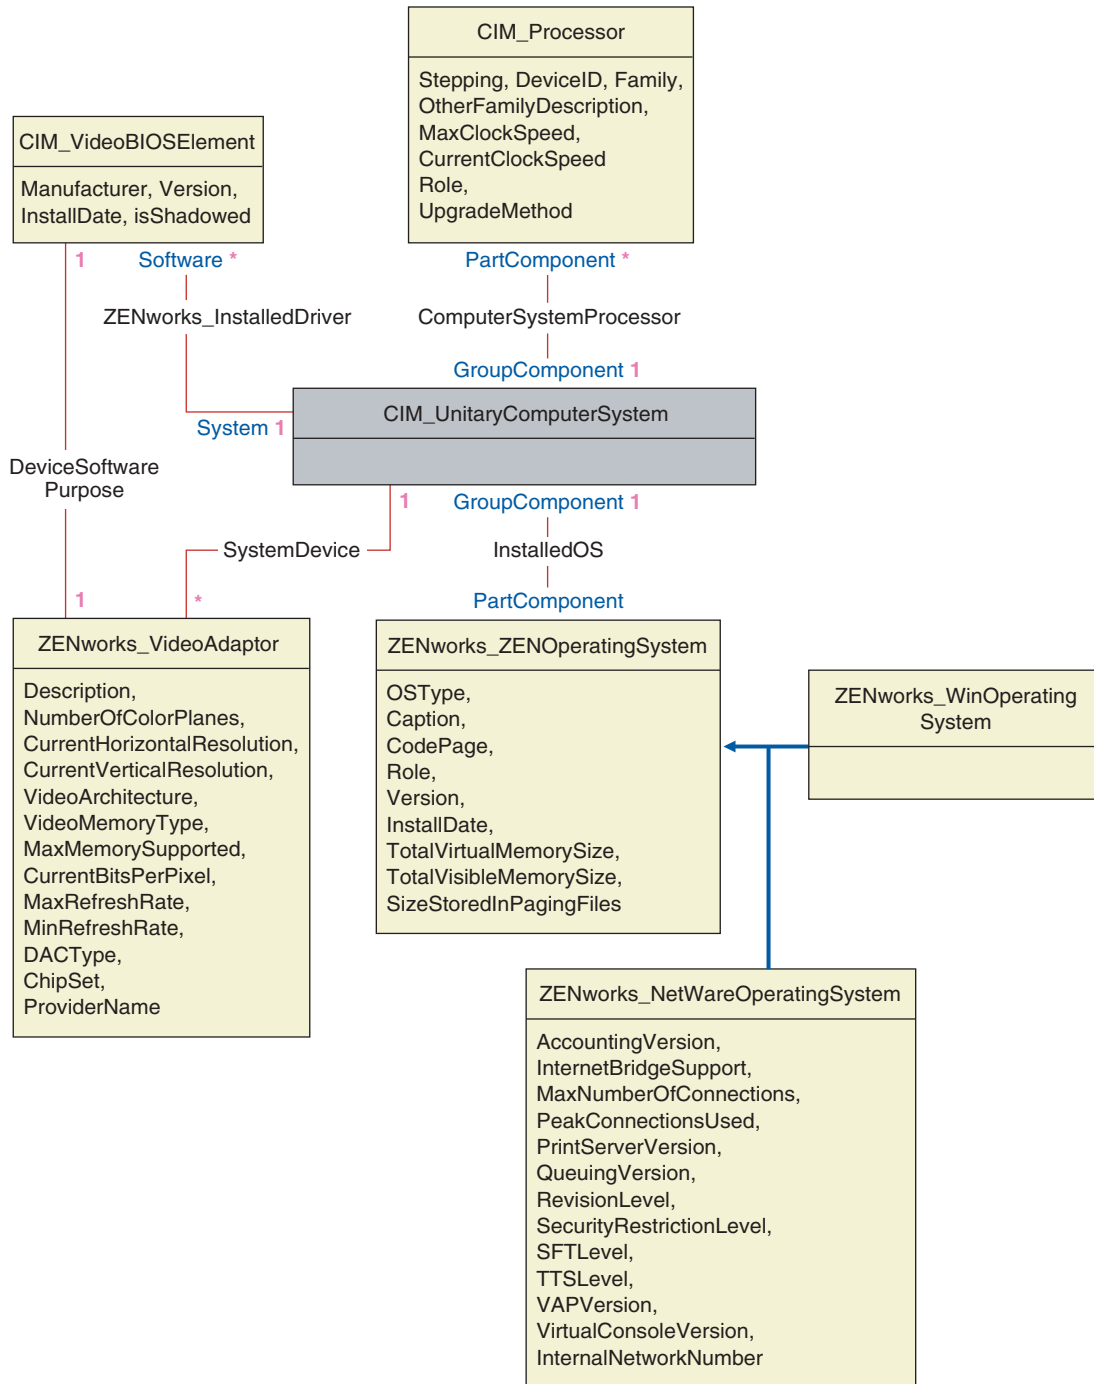 CIM_Processor
Stepping, DeviceID, Family,
OtherFamilyDescription,
MaxClockSpeed,
CurrentClockSpeed
Role,
UpgradeMethod
CIM_VideoBIOSElement
Manufacturer, Version,
InstallDate, isShadowed
1
Software *
PartComponent *
ZENworks_InstalledDriver
ComputerSystemProcessor
GroupComponent 1
CIM_UnitaryComputerSystem
System 1
DeviceSoftware
Purpose
1
GroupComponent 1
SystemDevice
InstalledOS
1
*
PartComponent
ZENworks_VideoAdaptor
Description,
NumberOfColorPlanes,
CurrentHorizontalResolution,
CurrentVerticalResolution,
VideoArchitecture,
VideoMemoryType,
MaxMemorySupported,
CurrentBitsPerPixel,
MaxRefreshRate,
MinRefreshRate,
DACType,
ChipSet,
ProviderName
ZENworks_ZENOperatingSystem
OSType,
Caption,
CodePage,
Role,
Version,
InstallDate,
TotalVirtualMemorySize,
TotalVisibleMemorySize,
SizeStoredInPagingFiles
ZENworks_WinOperating
System
ZENworks_NetWareOperatingSystem
AccountingVersion,
InternetBridgeSupport,
MaxNumberOfConnections,
PeakConnectionsUsed,
PrintServerVersion,
QueuingVersion,
RevisionLevel,
SecurityRestrictionLevel,
SFTLevel,
TTSLevel,
VAPVersion,
VirtualConsoleVersion,
InternalNetworkNumber